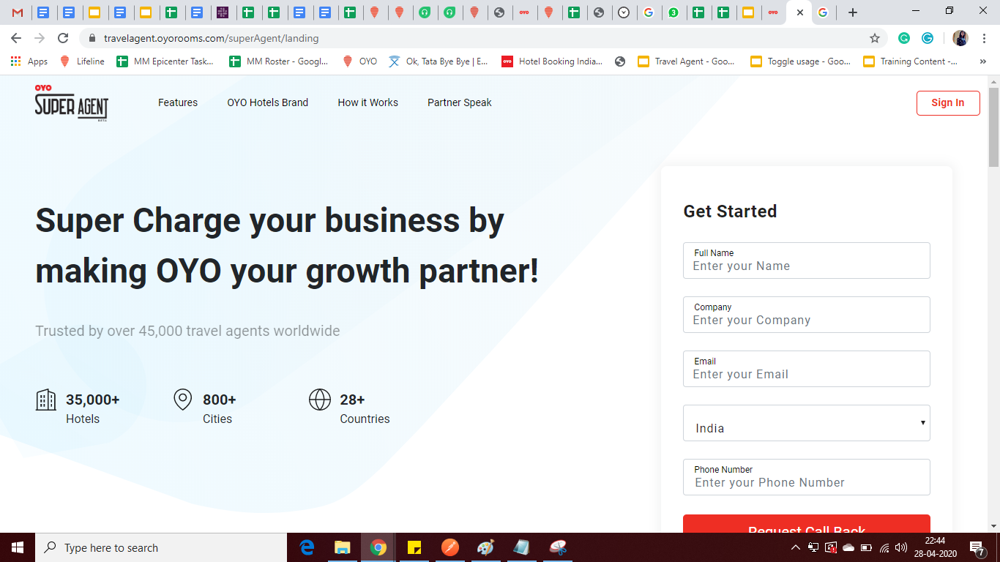 3
travelagent.oyorooms.com/superAgent/landing
Apps
Lifeline
MM Epicenter Task...
MM Roster - Googl...
OYO
Ok, Tata Bye Bye | E...
OYO
Hotel Booking India...
Travel Agent - Goo...
Toggle usage - Goo...
Training Content -...
»
OYO
SUPER AGENT
BETA
Features
OYO Hotels Brand
How it Works
Partner Speak
Sign In
Super Charge your business by
making OYO your growth partner!
Trusted by over 45,000 travel agents worldwide
35,000+
Hotels
800+
Cities
28+
Countries
Get Started
Full Name
Enter your Name
Company
Enter your Company
Email
Enter your Email
India
Phone Number
Enter your Phone Number
Request Call Back
Type here to search
22:44
28-04-2020
7